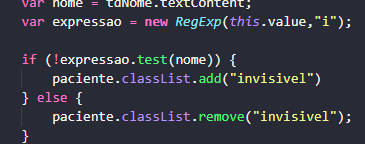 var nome = tdNome.textContent;
var expressao = new RegExp(this.value,"i");
if (!expressao.test(nome)) {
paciente.classList.add("invisivel")
} else {
paciente.classList.remove("invisivel");
}